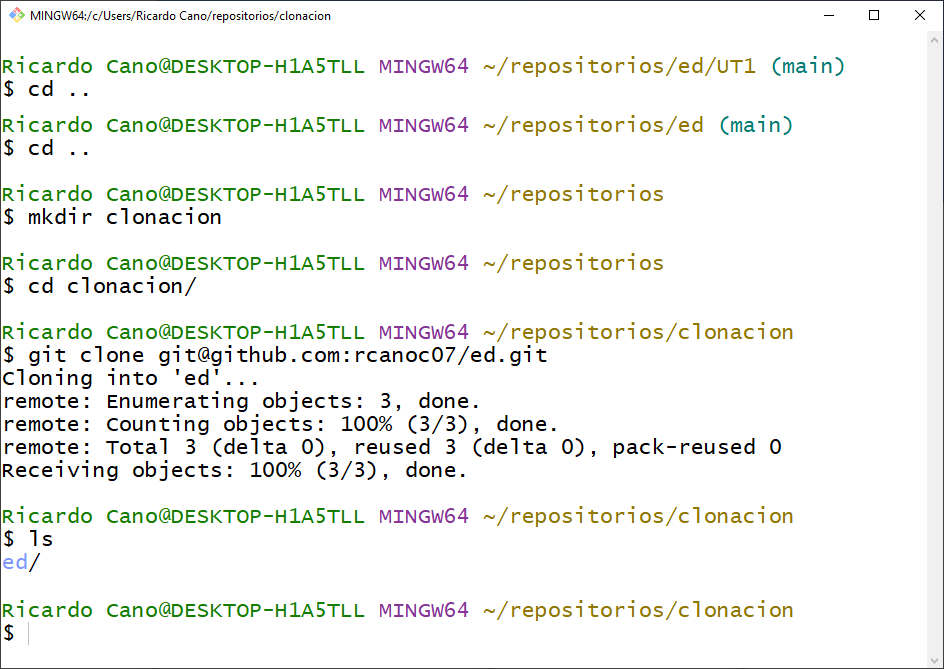 MINGW64:/c/Users/Ricardo Cano/repositorios/clonacion
Ricardo Cano@DESKTOP-H1A5TLL MINGW64 ~/repositorios/ed/UT1 (main)
$ cd ..
Ricardo Cano@DESKTOP-H1A5TLL MINGW64 ~/repositorios/ed (main)
$ cd ..
Ricardo Cano@DESKTOP-H1A5TLL MINGW64 ~/repositorios
$ mkdir clonacion
Ricardo Cano@DESKTOP-H1A5TLL MINGW64 ~/repositorios
$ cd clonacion/
Ricardo Cano@DESKTOP-H1A5TLL MINGW64 ~/repositorios/clonacion
$ git clone git@github.com:rcanoc07/ed.git
Cloning into 'ed'...
remote: Enumerating objects: 3, done.
remote: Counting objects: 100% (3/3), done.
remote: Total 3 (delta 0), reused 3 (delta 0), pack-reused 0
Receiving objects: 100% (3/3), done.
Ricardo Cano@DESKTOP-H1A5TLL MINGW64 ~/repositorios/clonacion
$ ls
ed/
Ricardo Cano@DESKTOP-H1A5TLL MINGW64 ~/repositorios/clonacion
$